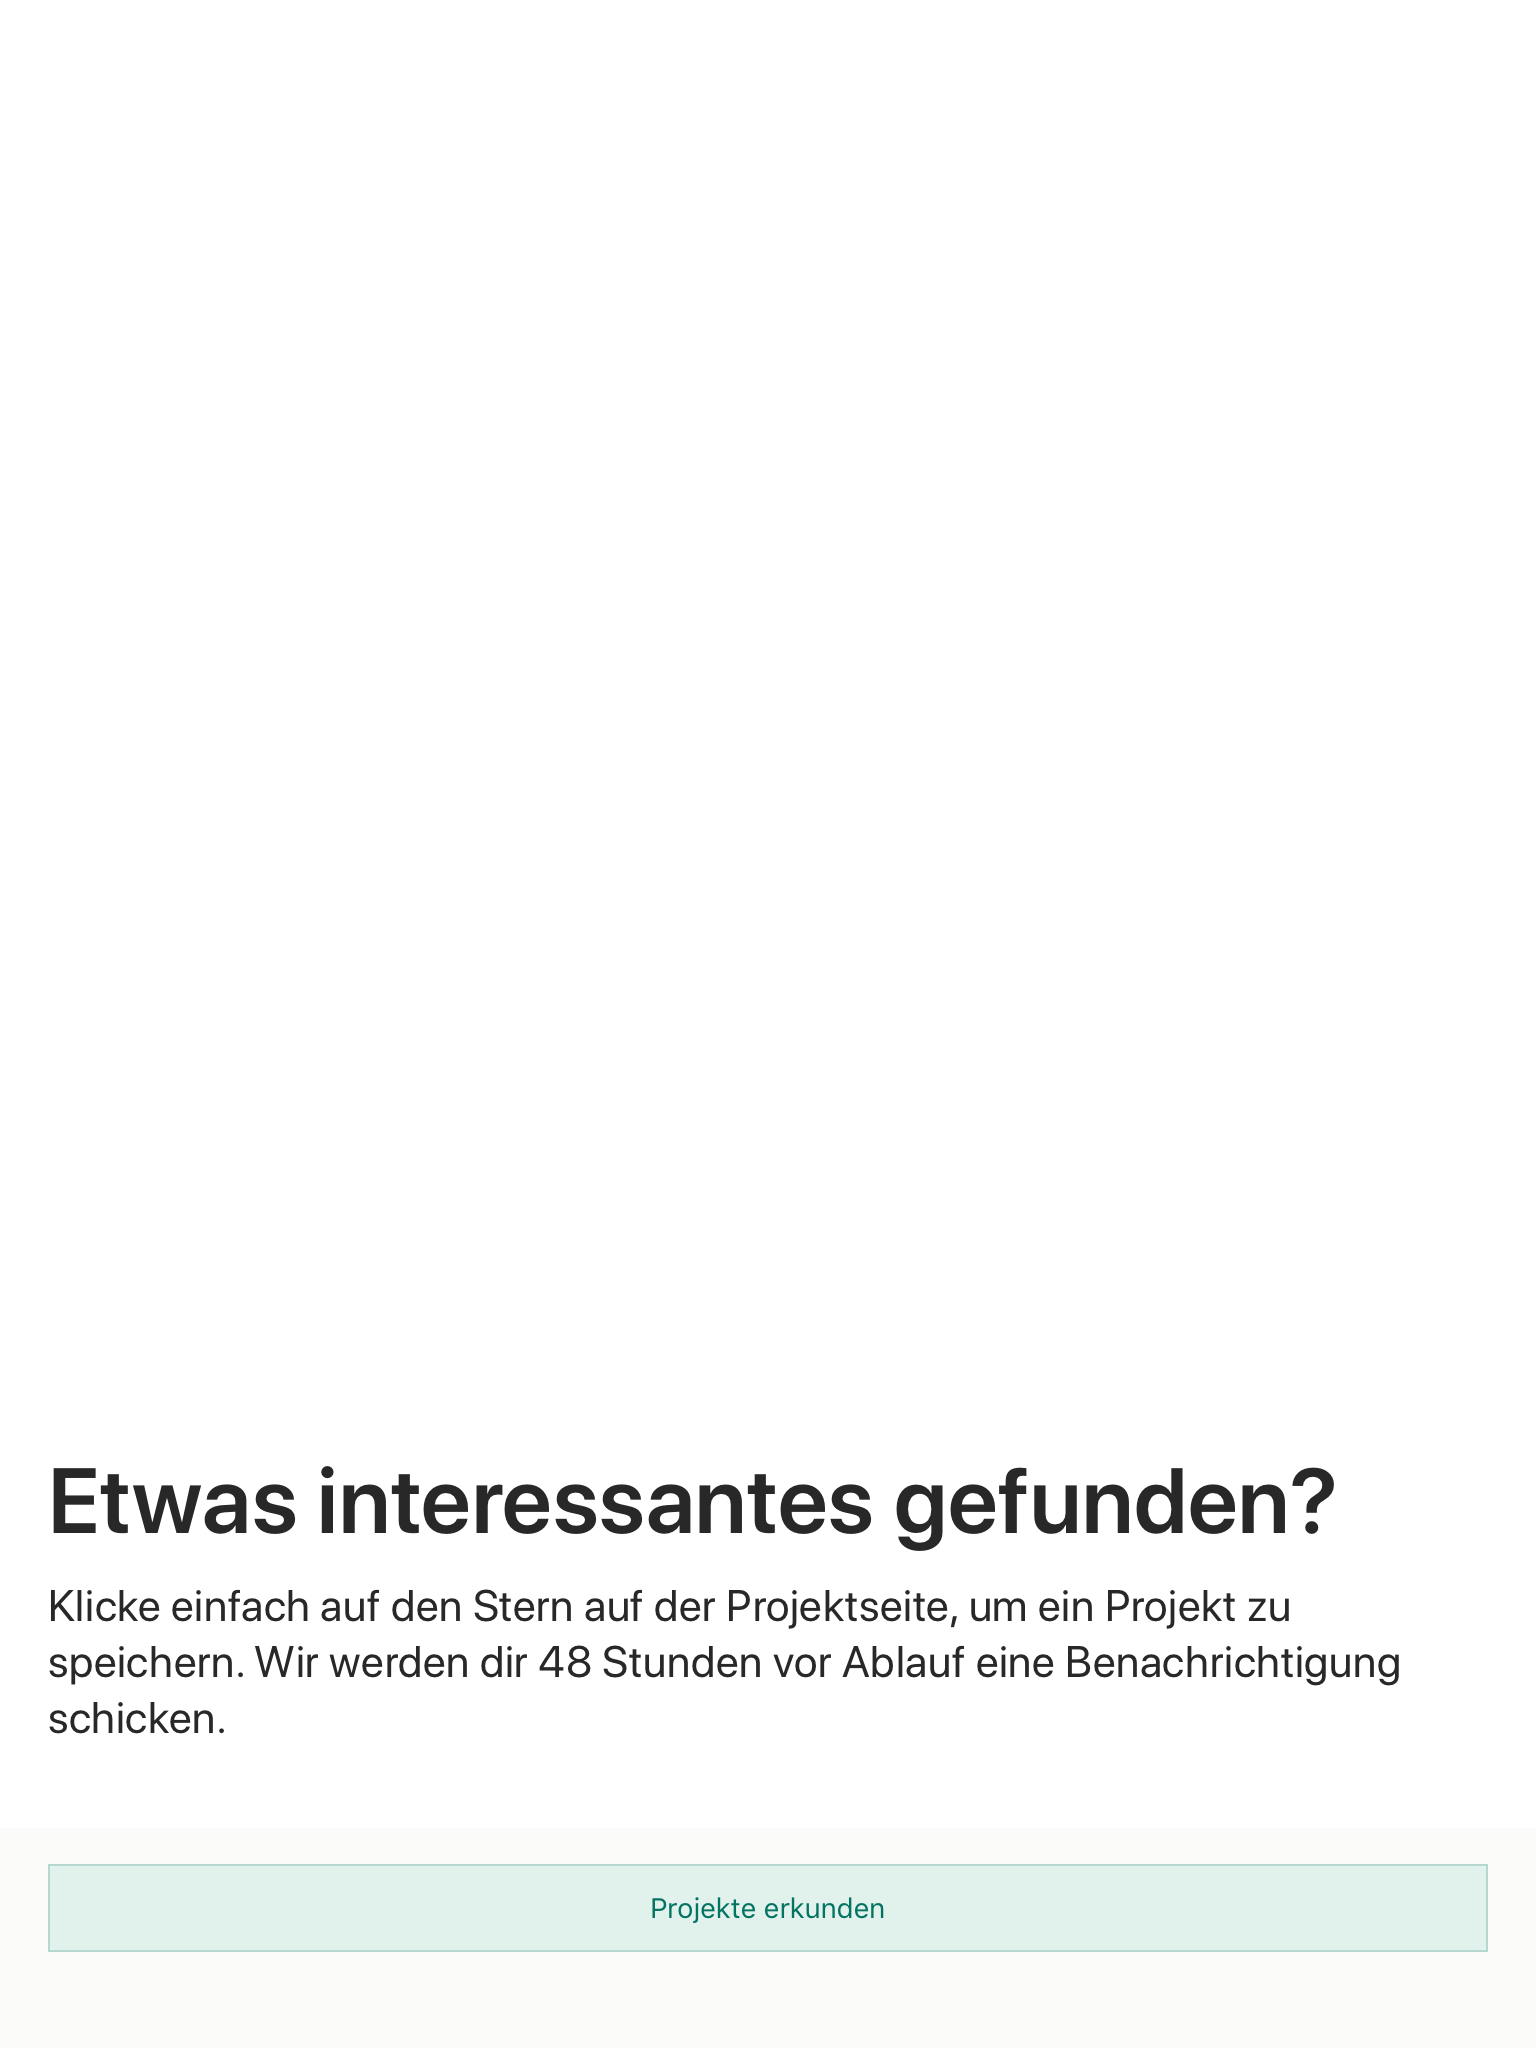 Etwas interessantes gefunden?
Klicke einfach auf den Stern auf der Projektseite, um ein Projekt zu
speichern. Wir werden dir 48 Stunden vor Ablauf eine Benachrichtigung
schicken.
Projekte erkunden